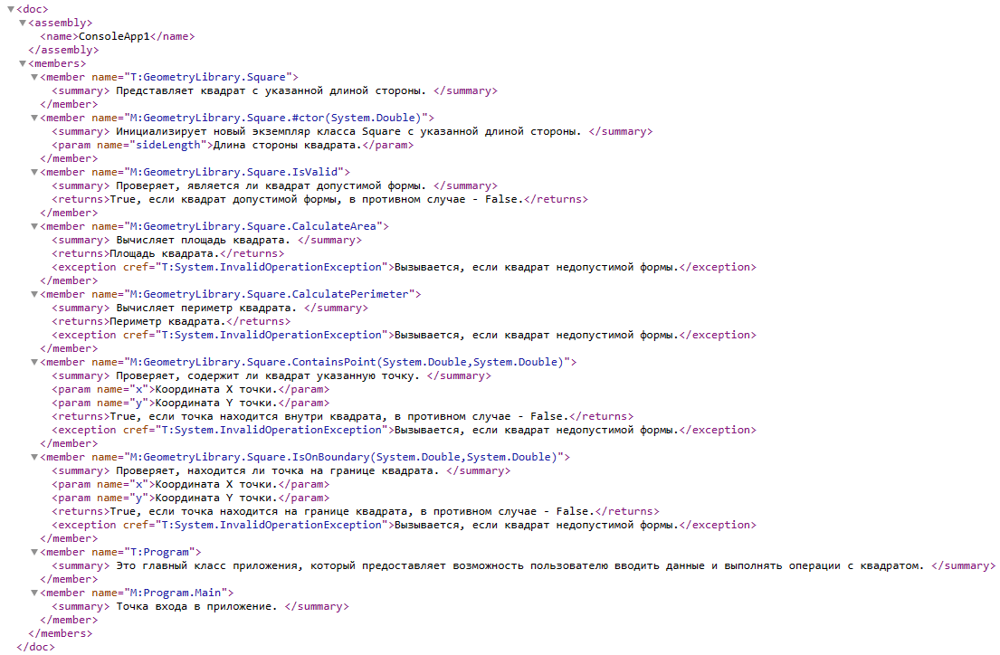 ▼<doc>
▼<assembly>
<name>ConsoleApp1</name>
</assembly>
▼<members>
▼<member name="T:GeometryLibrary.Square">
<summary> Представляет квадрат с указанной длиной стороны. </summary>
</member>
▼<member name="M:GeometryLibrary.Square.#ctor(System.Double)">
<summary> Инициализирует новый экземпляр класса Square с указанной длиной стороны. </summary>
<param name="sideLength">Длина стороны квадрата.</param>
</member>
▼<member name="M:GeometryLibrary.Square.IsValid">
<summary> Проверяет, является ли квадрат допустимой формы. </summary>
<returns>True, если квадрат допустимой формы, в противном случае - False.</returns>
</member>
▼<member name="M:GeometryLibrary.Square.CalculateArea">
<summary> Вычисляет площадь квадрата. </summary>
<returns>Площадь квадрата.</returns>
<exception cref="T:System.InvalidOperationException">Вызывается, если квадрат недопустимой формы.</exception>
</member>
▼<member name="M:GeometryLibrary.Square.CalculatePerimeter">
<summary> Вычисляет периметр квадрата. </summary>
<returns>Периметр квадрата.</returns>
<exception cref="T:System.InvalidOperationException">Вызывается, если квадрат недопустимой формы.</exception>
</member>
▼<member name="M:GeometryLibrary.Square.ContainsPoint(System.Double,System.Double)">
<summary> Проверяет, содержит ли квадрат указанную точку. </summary>
<param name="x">Координата X точки.</param>
<param name="y">Координата Y точки.</param>
<returns>True, если точка находится внутри квадрата, в противном случае - False.</returns>
<exception cref="T:System.InvalidOperationException">Вызывается, если квадрат недопустимой формы.</exception>
</member>
▼<member name="M:GeometryLibrary.Square.IsOnBoundary(System.Double,System.Double)">
<summary> Проверяет, находится ли точка на границе квадрата. </summary>
<param name="x">Координата X точки.</param>
<param name="y">Координата Y точки.</param>
<returns>True, если точка находится на границе квадрата, в противном случае - False.</returns>
<exception cref="T:System.InvalidOperationException">Вызывается, если квадрат недопустимой формы.</exception>
</member>
▼<member name="T:Program">
<summary> Это главный класс приложения, который предоставляет возможность пользователю вводить данные и выполнять операции с квадратом. </summary>
</member>
▼<member name="M:Program.Main">
<summary> Точка входа в приложение. </summary>
</member>
</members>
</doc>